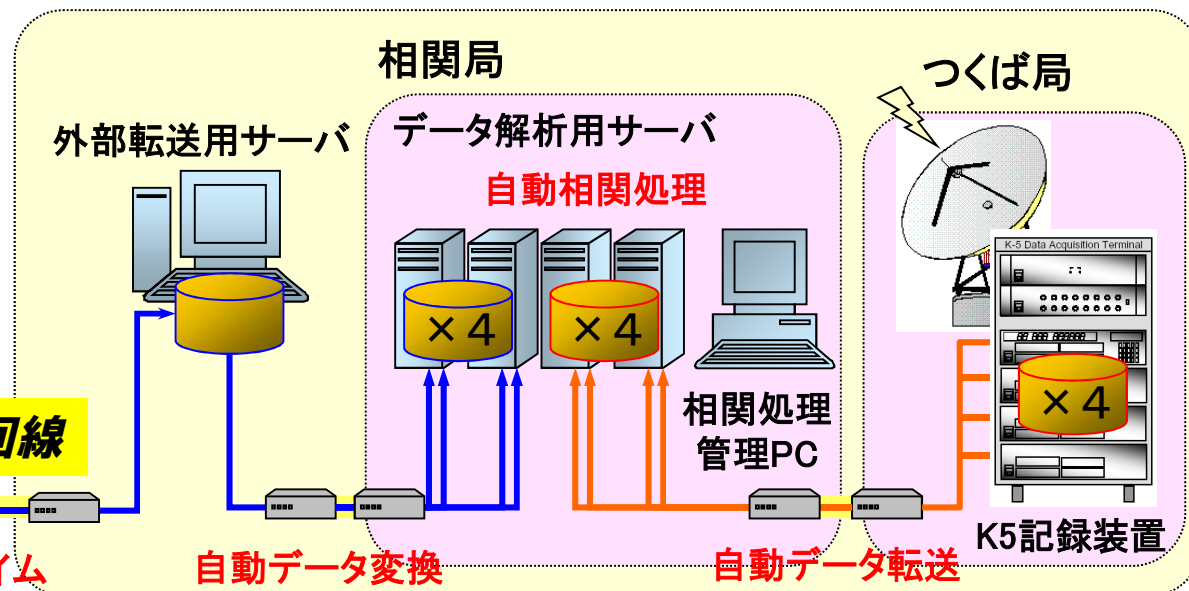 相関局
つくば局
外部転送用サーバ
データ解析用サーバ
自動相関処理
K-5 Data Acquisition Terminal
×４
×４
×４
相関処理
管理PC
回線
K5記録装置
イム
自動データ変換
自動データ転送